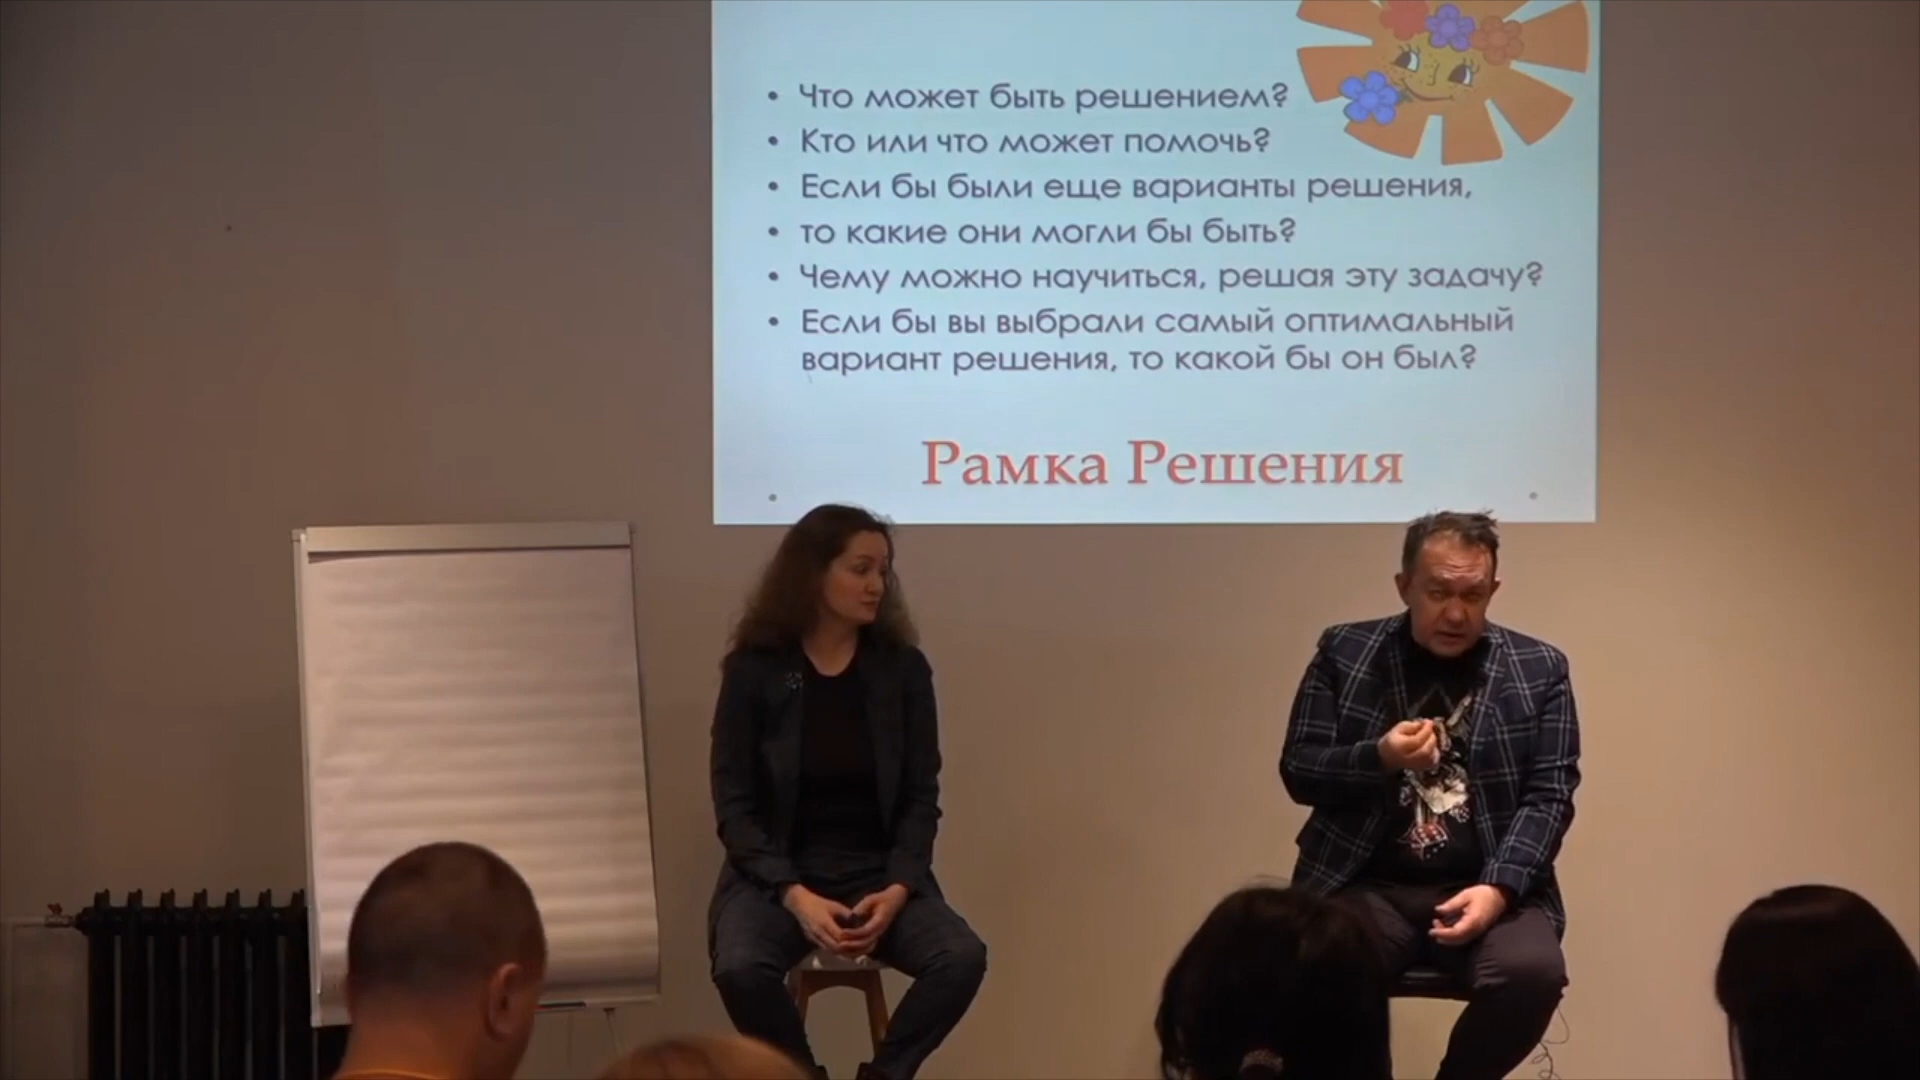 • Что может быть решением?
• Кто или что может помочь?
• Если бы были еще варианты решения,
• то какие они могли бы быть?
• Чему можно научиться, решая эту задачу?
• Если бы вы выбрали самый оптимальный
вариант решения, то какой бы он был?
Рамка Решения